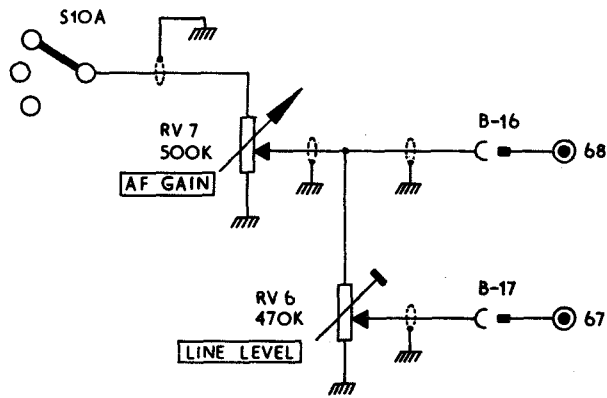 S10A
RV 7
500K
AF GAIN
B-16
68
RV 6
470K
LINE LEVEL
B-17
67